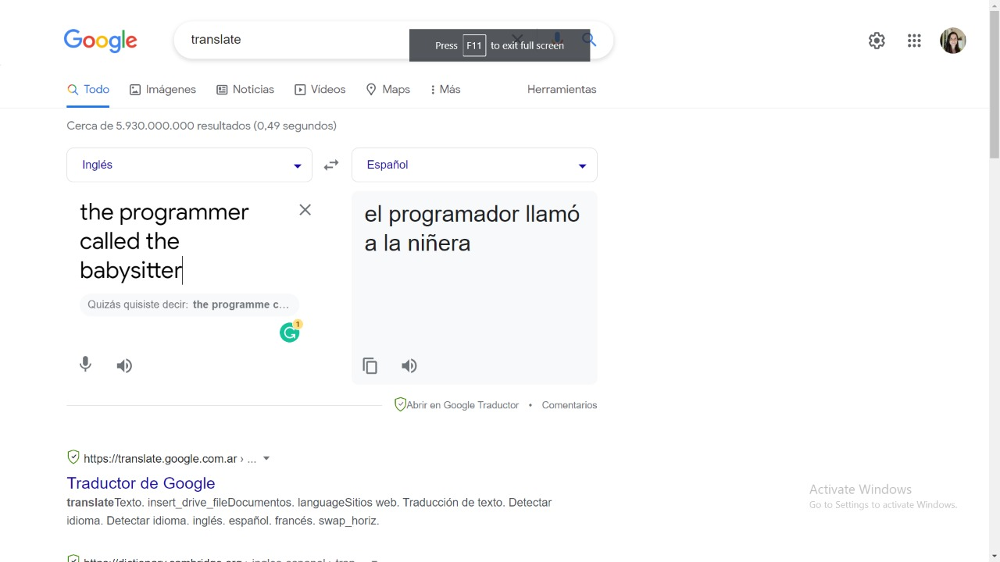 Google
translate
Press F11 to exit full screen
Todo
Imágenes
Noticias
Videos
Maps
Más
Herramientas
Cerca de 5.930.000.000 resultados (0,49 segundos)
Inglés
Español
the programmer
called the
babysitter
el programador llamó
a la niñera
Quizás quisiste decir: the programme c...
1
Abrir en Google Traductor • Comentarios
https://translate.google.com.ar › ...
Traductor de Google
translateTexto. insert_drive_fileDocumentos. languageSitios web. Traducción de texto. Detectar
idioma. Detectar idioma. inglés. español. francés. swap_horiz.
Activate Windows
Go to Settings to activate Windows.